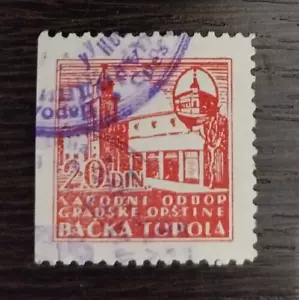 20 DIN.
NARODNI ODBOR
GRADSKE OPŠTINE
BAČKA TOPOLA